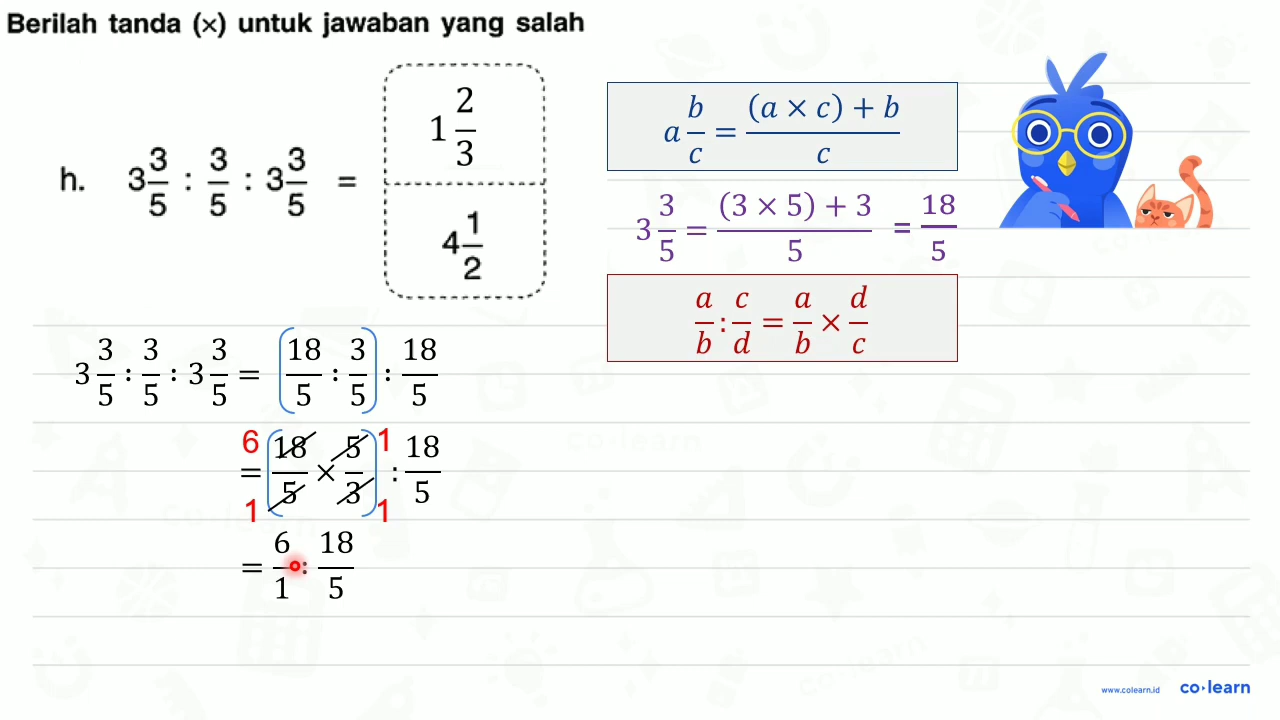 Berilah tanda (×) untuk jawaban yang salah
h. 3 3/5 : 3/5 : 3 3/5 =
1 2/3
4 1/2
a b/c = (a × c) + b / c
3 3/5 = (3 × 5) + 3 / 5 = 18/5
a/b : c/d = a/b × d/c
3 3/5 : 3/5 : 3 3/5 = (18/5 : 3/5) : 18/5
6 1
= (18/5 × 5/3) : 18/5
1 1
= 6/1 : 18/5
co-learn
www.colearn.id co·learn